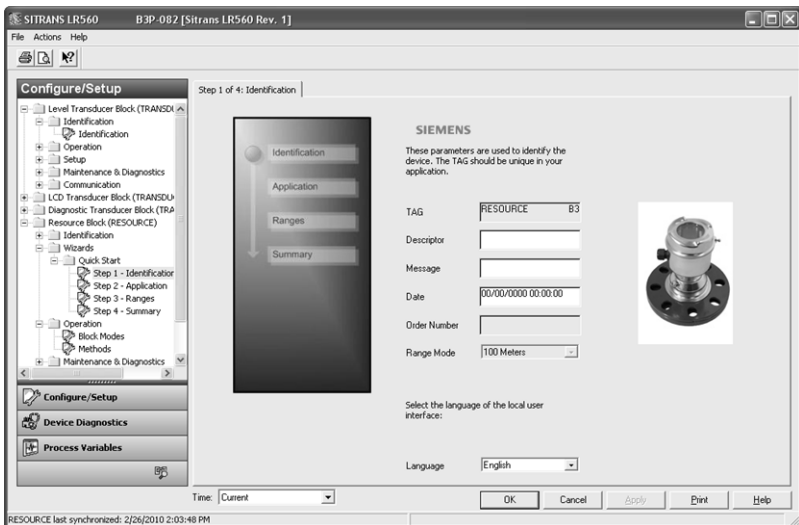 SITRANS LR560 B3P-082 [Sitrans LR560 Rev. 1]
File Actions Help
Configure/Setup
Level Transducer Block (TRANSDU
Identification
Identification
Operation
Setup
Maintenance & Diagnostics
Communication
LCD Transducer Block (TRANSDU
Diagnostic Transducer Block (TRA
Resource Block (RESOURCE)
Identification
Wizards
Quick Start
Step 1 - Identification
Step 2 - Application
Step 3 - Ranges
Step 4 - Summary
Operation
Block Modes
Methods
Maintenance & Diagnostics
Configure/Setup
Device Diagnostics
Process Variables
Step 1 of 4: Identification
Identification
Application
Ranges
Summary
SIEMENS
These parameters are used to identify the
device. The TAG should be unique in your
application.
TAG RESOURCE B3
Descriptor
Message
Date 00/00/0000 00:00:00
Order Number
Range Mode 100 Meters
Select the language of the local user
interface:
Language English
Time: Current
OK Cancel Apply Print Help
RESOURCE last synchronized: 2/26/2010 2:03:48 PM